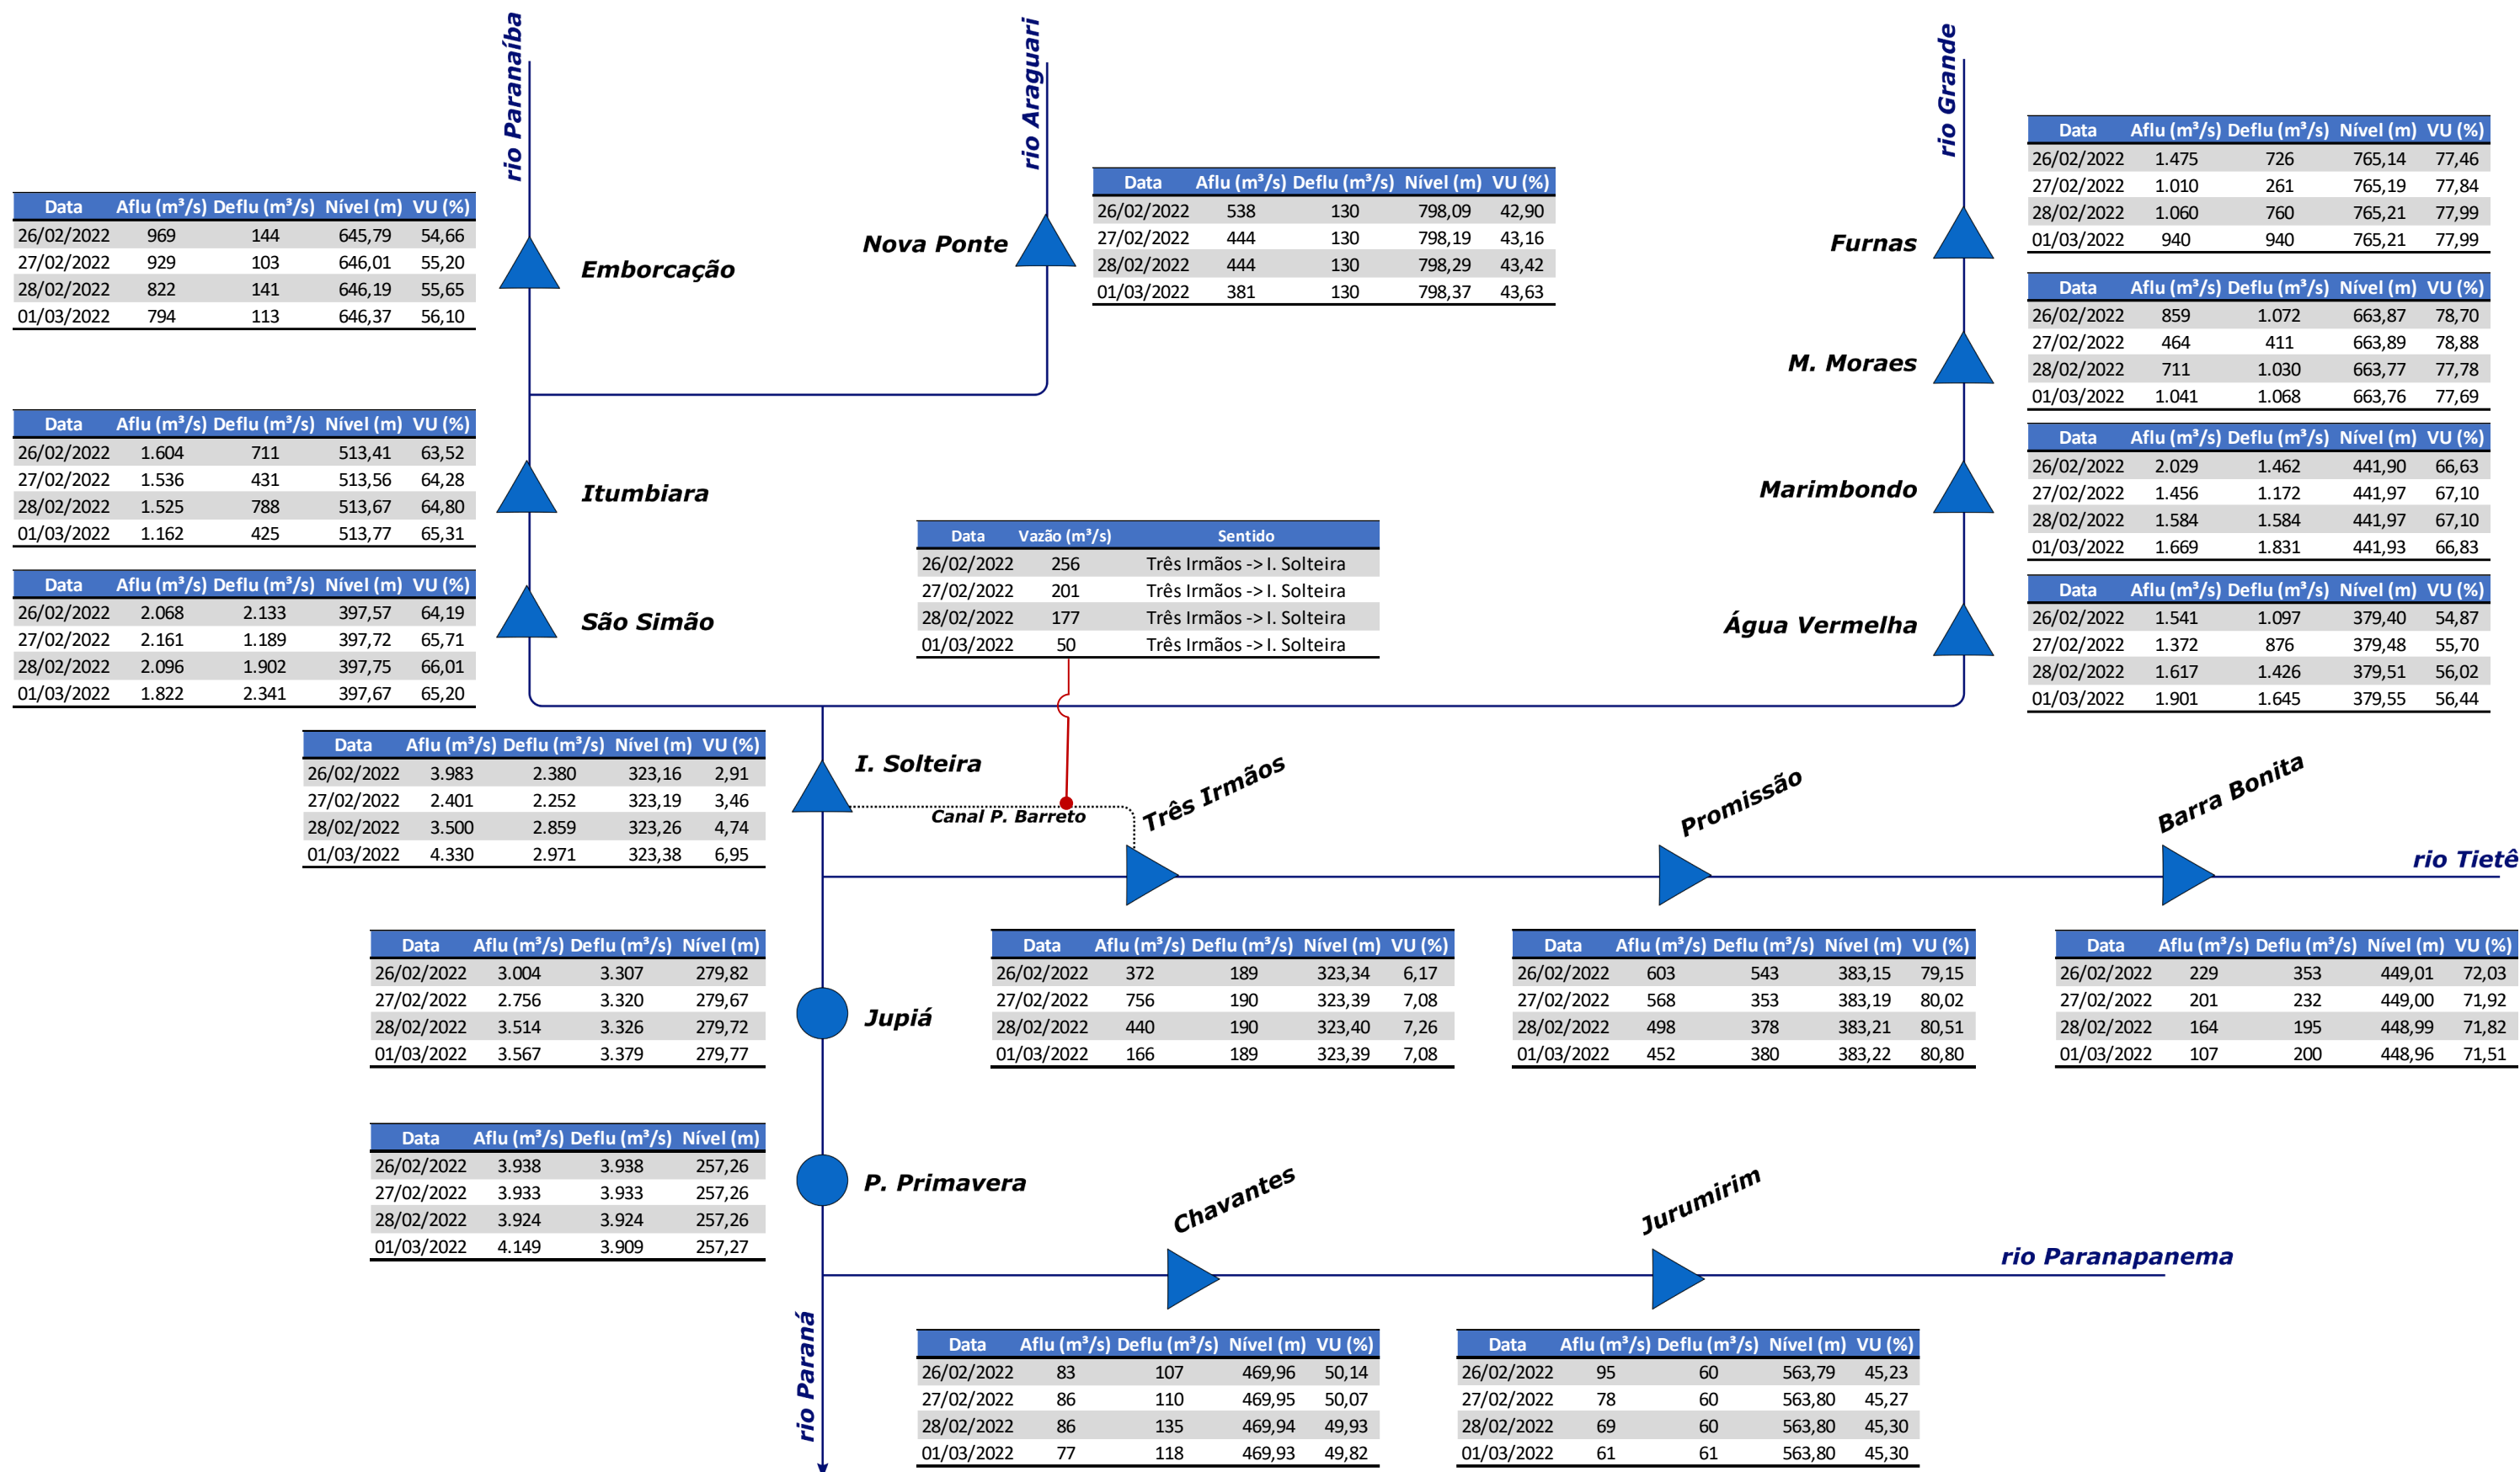 rio Paranaíba
rio Araguari
rio Grande
Data Aflu (m³/s) Deflu (m³/s) Nível (m) VU (%)
26/02/2022 969 144 645,79 54,66
27/02/2022 929 103 646,01 55,20
28/02/2022 822 141 646,19 55,65
01/03/2022 794 113 646,37 56,10
Emborcação
Nova Ponte
Data Aflu (m³/s) Deflu (m³/s) Nível (m) VU (%)
26/02/2022 538 130 798,09 42,90
27/02/2022 444 130 798,19 43,16
28/02/2022 444 130 798,29 43,42
01/03/2022 381 130 798,37 43,63
Furnas
Data Aflu (m³/s) Deflu (m³/s) Nível (m) VU (%)
26/02/2022 1.475 726 765,14 77,46
27/02/2022 1.010 261 765,19 77,84
28/02/2022 1.060 760 765,21 77,99
01/03/2022 940 940 765,21 77,99
M. Moraes
Data Aflu (m³/s) Deflu (m³/s) Nível (m) VU (%)
26/02/2022 859 1.072 663,87 78,70
27/02/2022 464 411 663,89 78,88
28/02/2022 711 1.030 663,77 77,78
01/03/2022 1.041 1.068 663,76 77,69
Data Aflu (m³/s) Deflu (m³/s) Nível (m) VU (%)
26/02/2022 1.604 711 513,41 63,52
27/02/2022 1.536 431 513,56 64,28
28/02/2022 1.525 788 513,67 64,80
01/03/2022 1.162 425 513,77 65,31
Itumbiara
Marimbondo
Data Aflu (m³/s) Deflu (m³/s) Nível (m) VU (%)
26/02/2022 2.029 1.462 441,90 66,63
27/02/2022 1.456 1.172 441,97 67,10
28/02/2022 1.584 1.584 441,97 67,10
01/03/2022 1.669 1.831 441,93 66,83
Data Aflu (m³/s) Deflu (m³/s) Nível (m) VU (%)
26/02/2022 2.068 2.133 397,57 64,19
27/02/2022 2.161 1.189 397,72 65,71
28/02/2022 2.096 1.902 397,75 66,01
01/03/2022 1.822 2.341 397,67 65,20
São Simão
Data Vazão (m³/s) Sentido
26/02/2022 256 Três Irmãos -> I. Solteira
27/02/2022 201 Três Irmãos -> I. Solteira
28/02/2022 177 Três Irmãos -> I. Solteira
01/03/2022 50 Três Irmãos -> I. Solteira
Água Vermelha
Data Aflu (m³/s) Deflu (m³/s) Nível (m) VU (%)
26/02/2022 1.541 1.097 379,40 54,87
27/02/2022 1.372 876 379,48 55,70
28/02/2022 1.617 1.426 379,51 56,02
01/03/2022 1.901 1.645 379,55 56,44
Data Aflu (m³/s) Deflu (m³/s) Nível (m) VU (%)
26/02/2022 3.983 2.380 323,16 2,91
27/02/2022 2.401 2.252 323,19 3,46
28/02/2022 3.500 2.859 323,26 4,74
01/03/2022 4.330 2.971 323,38 6,95
I. Solteira
Canal P. Barreto
Três Irmãos
Promissão
Barra Bonita
rio Tietê
Data Aflu (m³/s) Deflu (m³/s) Nível (m)
26/02/2022 3.004 3.307 279,82
27/02/2022 2.756 3.320 279,67
28/02/2022 3.514 3.326 279,72
01/03/2022 3.567 3.379 279,77
Jupiá
Data Aflu (m³/s) Deflu (m³/s) Nível (m) VU (%)
26/02/2022 372 189 323,34 6,17
27/02/2022 756 190 323,39 7,08
28/02/2022 440 190 323,40 7,26
01/03/2022 166 189 323,39 7,08
Data Aflu (m³/s) Deflu (m³/s) Nível (m) VU (%)
26/02/2022 603 543 383,15 79,15
27/02/2022 568 353 383,19 80,02
28/02/2022 498 378 383,21 80,51
01/03/2022 452 380 383,22 80,80
Data Aflu (m³/s) Deflu (m³/s) Nível (m) VU (%)
26/02/2022 229 353 449,01 72,03
27/02/2022 201 232 449,00 71,92
28/02/2022 164 195 448,99 71,82
01/03/2022 107 200 448,96 71,51
Data Aflu (m³/s) Deflu (m³/s) Nível (m)
26/02/2022 3.938 3.938 257,26
27/02/2022 3.933 3.933 257,26
28/02/2022 3.924 3.924 257,26
01/03/2022 4.149 3.909 257,27
P. Primavera
Chavantes
Jurumirim
rio Paranapanema
rio Paraná
Data Aflu (m³/s) Deflu (m³/s) Nível (m) VU (%)
26/02/2022 83 107 469,96 50,14
27/02/2022 86 110 469,95 50,07
28/02/2022 86 135 469,94 49,93
01/03/2022 77 118 469,93 49,82
Data Aflu (m³/s) Deflu (m³/s) Nível (m) VU (%)
26/02/2022 95 60 563,79 45,23
27/02/2022 78 60 563,80 45,27
28/02/2022 69 60 563,80 45,30
01/03/2022 61 61 563,80 45,30